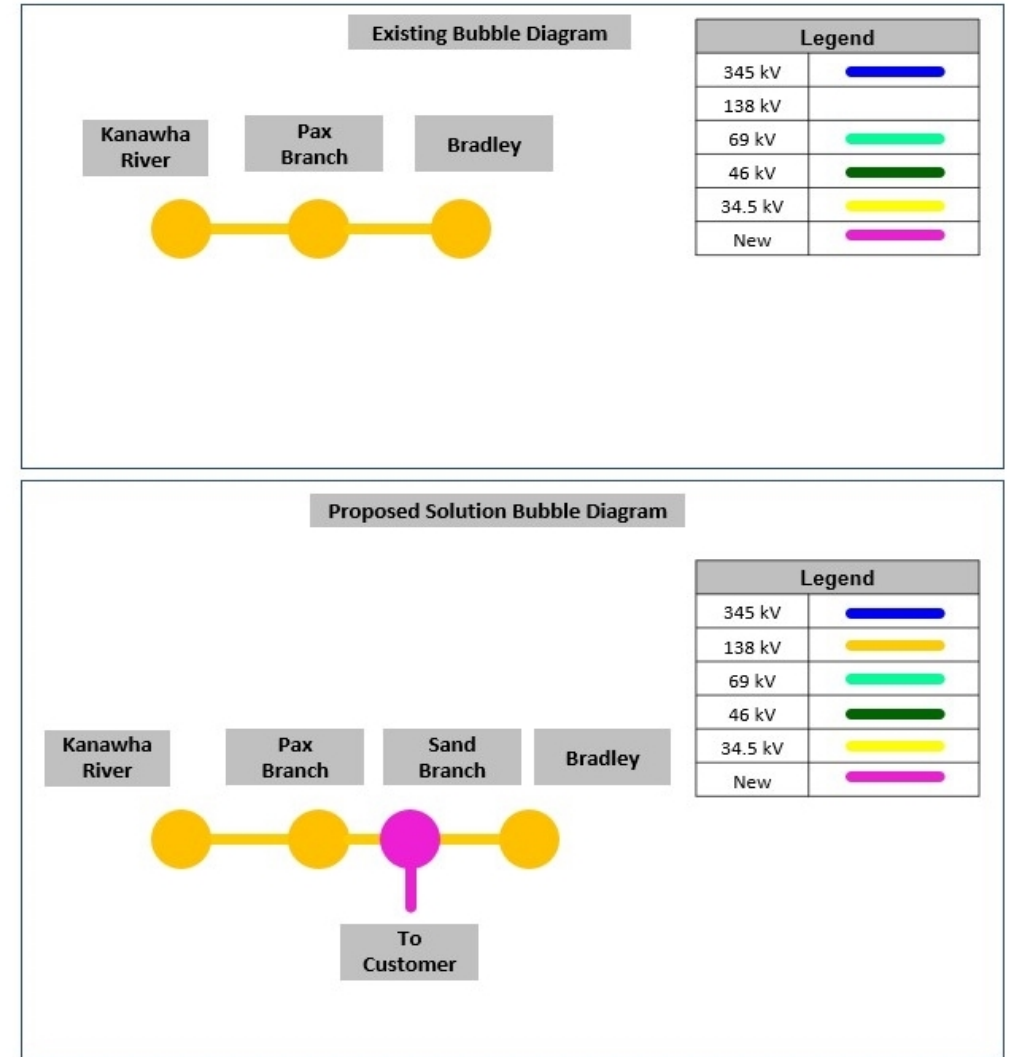 Existing Bubble Diagram
Legend
345 kV
138 kV
69 kV
46 kV
34.5 kV
New
Kanawha
River
Pax
Branch
Bradley
Proposed Solution Bubble Diagram
Legend
345 kV
138 kV
69 kV
46 kV
34.5 kV
New
Kanawha
River
Pax
Branch
Sand
Branch
Bradley
To
Customer